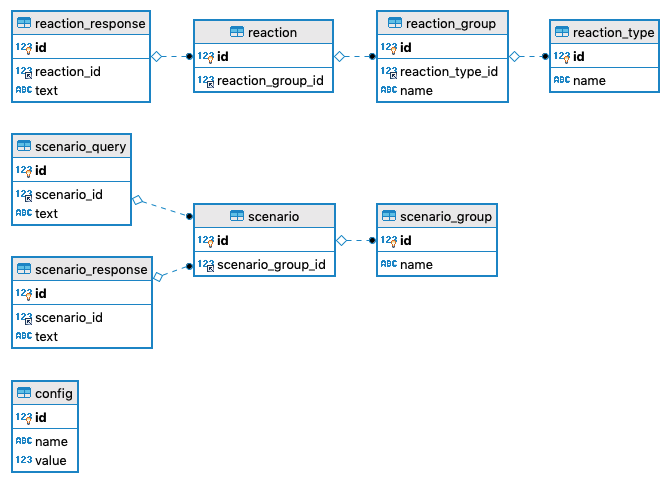 reaction_response
123 id
123 reaction_id
ABC text
reaction
123 id
123 reaction_group_id
reaction_group
123 id
123 reaction_type_id
ABC name
reaction_type
123 id
ABC name
scenario_query
123 id
123 scenario_id
ABC text
scenario
123 id
123 scenario_group_id
scenario_group
123 id
ABC name
scenario_response
123 id
123 scenario_id
ABC text
config
123 id
ABC name
123 value